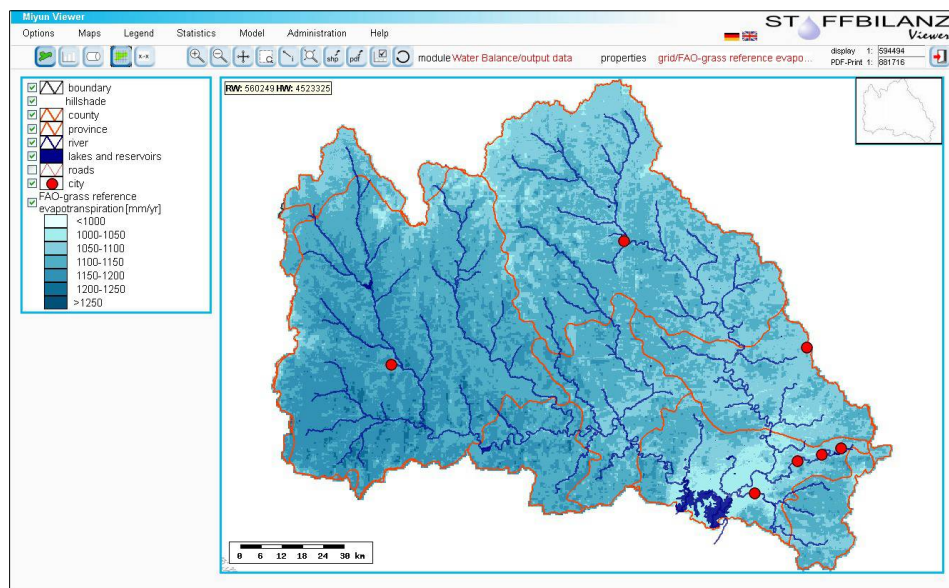 Miyun Viewer
STAFFBILANZ
Viewer
Options Maps Legend Statistics Model Administration Help
shp pdf
module Water Balance/output data properties grid/FAO-grass reference evapo...
display 1: 594494
PDF-Print 1: 881716
boundary
hillshade
county
province
river
lakes and reservoirs
roads
city
FAO-grass reference
evapotranspiration [mm/yr]
<1000
1000-1050
1050-1100
1100-1150
1150-1200
1200-1250
>1250
RW: 560249 HW: 4523325
0 6 12 18 24 30 km